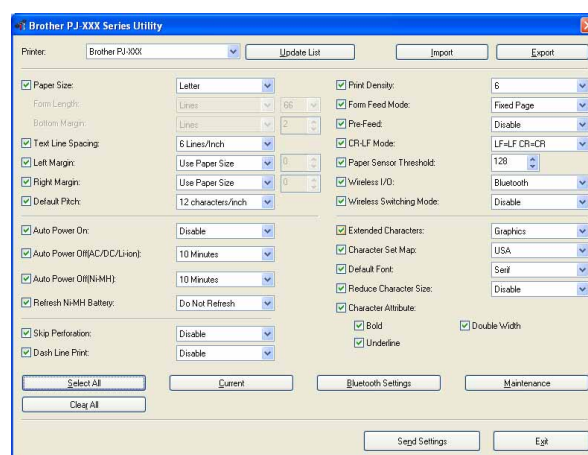 Brother PJ-XXX Series Utility
Printer: Brother PJ-XXX Update List Import Export
Paper Size: Letter
Form Length: Lines 66
Bottom Margin: Lines 2
Text Line Spacing: 6 Lines/Inch
Left Margin: Use Paper Size 0
Right Margin: Use Paper Size 0
Default Pitch: 12 characters/inch
Auto Power On: Disable
Auto Power Off(AC/DC/Li-ion): 10 Minutes
Auto Power Off(Ni-MH): 10 Minutes
Refresh Ni-MH Battery: Do Not Refresh
Skip Perforation: Disable
Dash Line Print: Disable
Print Density: 6
Form Feed Mode: Fixed Page
Pre-Feed: Disable
CR-LF Mode: LF=LF CR=CR
Paper Sensor Threshold: 128
Wireless I/O: Bluetooth
Wireless Switching Mode: Disable
Extended Characters: Graphics
Character Set Map: USA
Default Font: Serif
Reduce Character Size: Disable
Character Attribute:
Bold Double Width
Underline
Select All Current Bluetooth Settings Maintenance
Clear All
Send Settings Exit